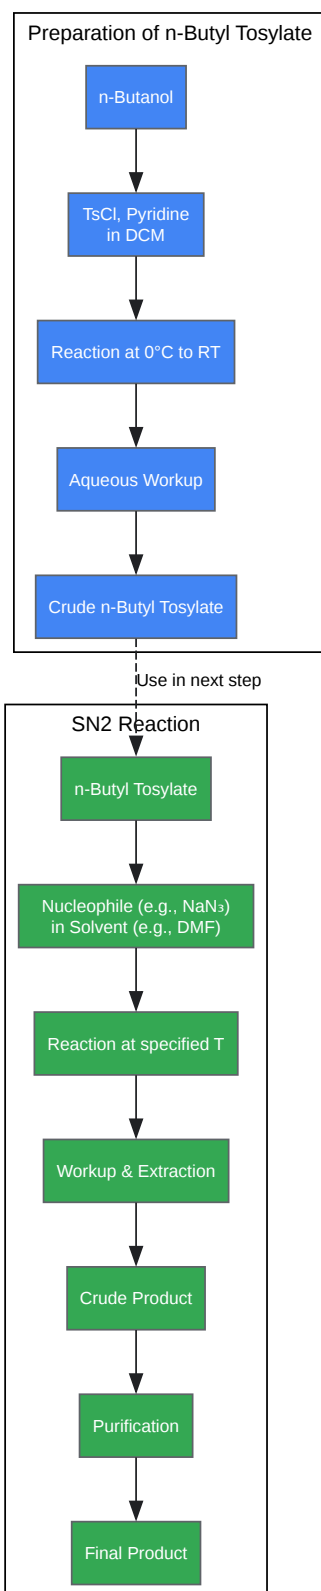 Preparation of n-Butyl Tosylate
n-Butanol
TsCl, Pyridine
in DCM
Reaction at 0°C to RT
Aqueous Workup
Crude n-Butyl Tosylate
Use in next step
SN2 Reaction
n-Butyl Tosylate
Nucleophile (e.g., NaN₃)
in Solvent (e.g., DMF)
Reaction at specified T
Workup & Extraction
Crude Product
Purification
Final Product